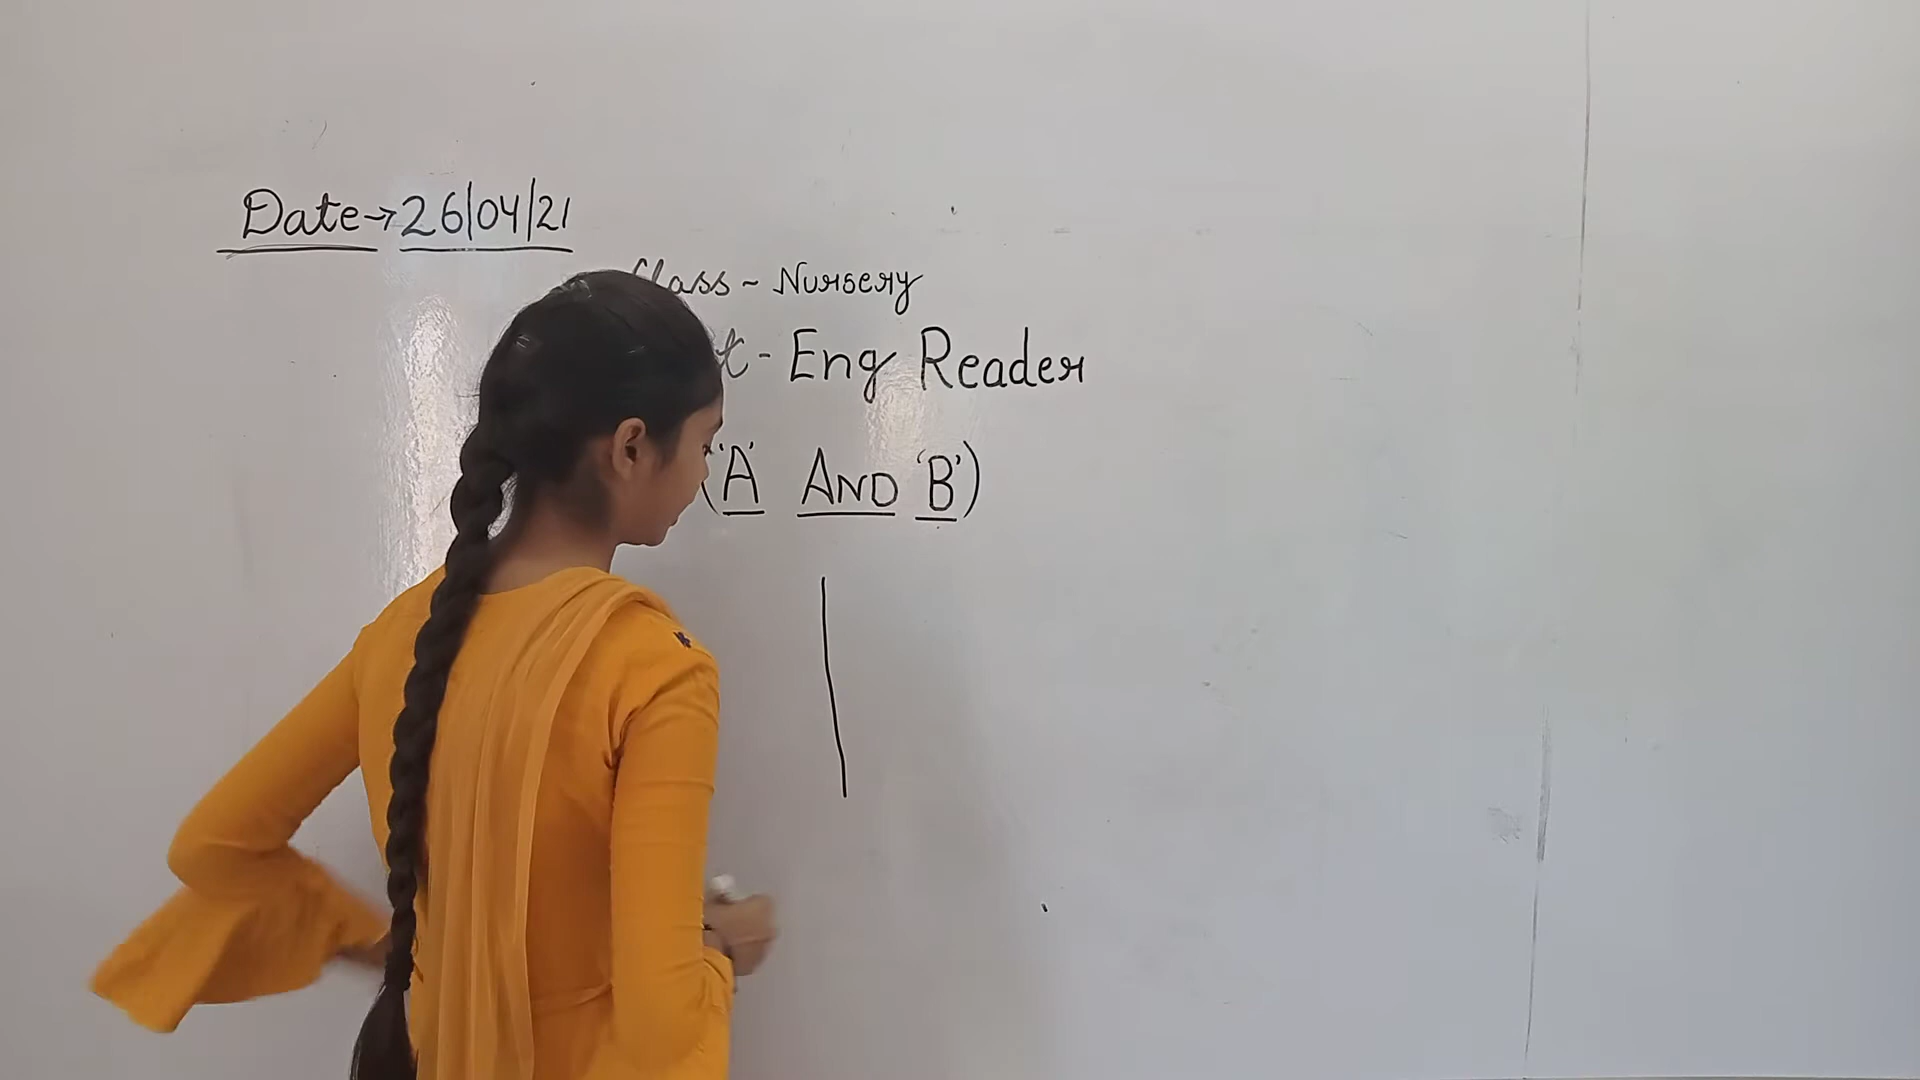 Date→26/04/21
Class ~ Nursery
- Eng Reader
('A' AND 'B')